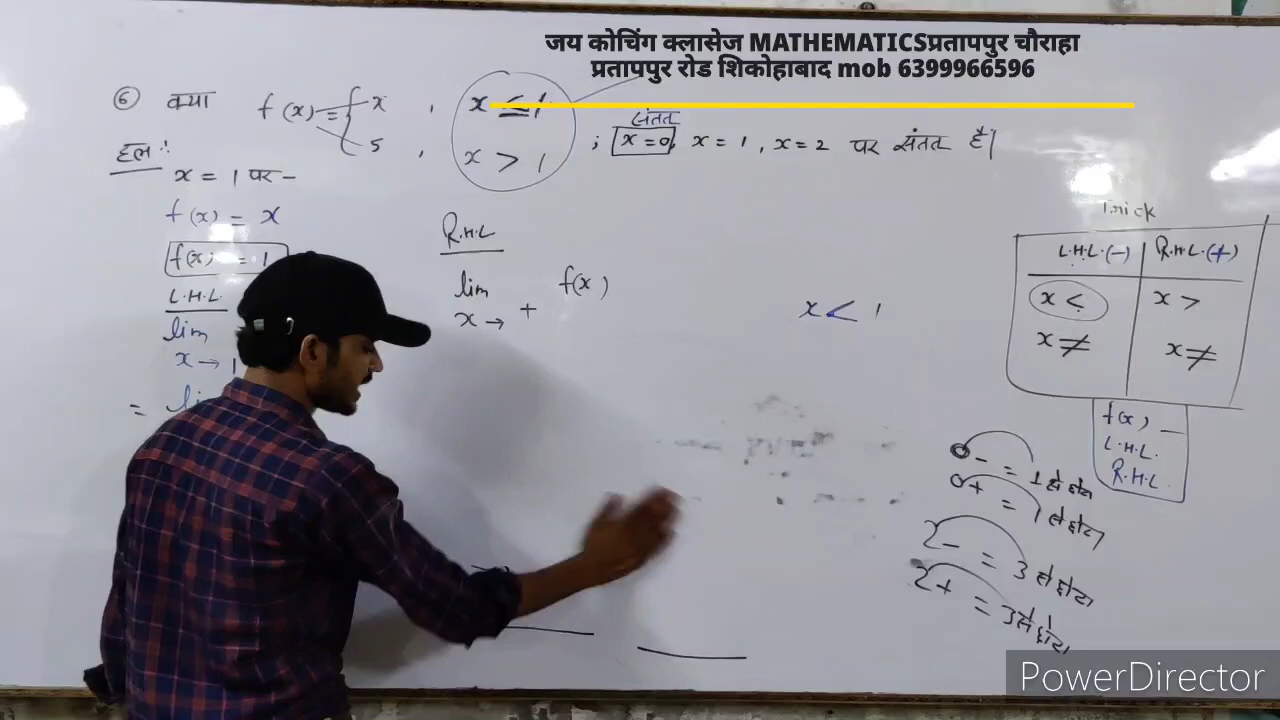 जय कोचिंग क्लासेज MATHEMATICSप्रतापपुर चौराहा
प्रतापपुर रोड शिकोहाबाद mob 6399966596
⑥ क्या f(x) = { x , x ≤ 1
5 , x > 1 ; x = 0, x = 1, x = 2 पर संतत है|
संतत
हल:
x = 1 पर –
f(x) = x
f(x) = 1
L.H.L.
lim
x → 1
=
R.H.L
lim f(x)
x → +
x < 1
Trick
L.H.L.(-) R.H.L.(+)
x < x >
x ≠ x ≠
f(x) —
L.H.L.
R.H.L.
0- = 1 से छोटा
0+ = 1 से छोटा
2- = 3 से छोटा
2+ = 3 से
PowerDirector